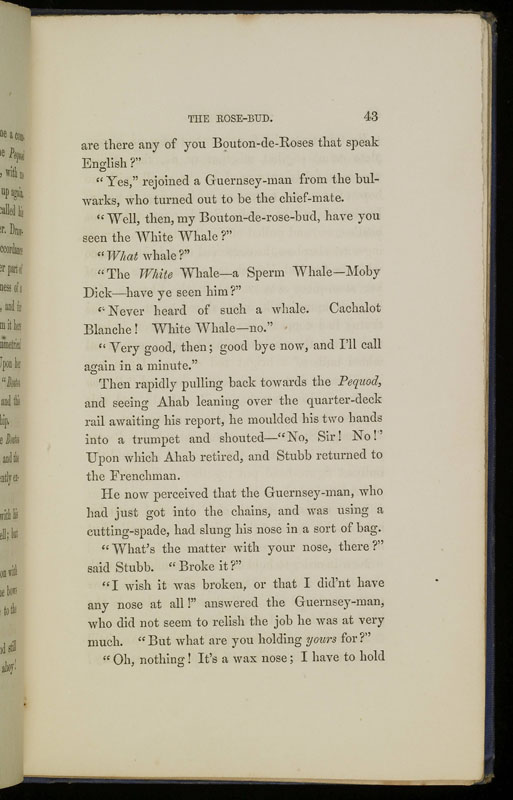 THE ROSE-BUD. 43
are there any of you Bouton-de-Roses that speak
English?"
"Yes," rejoined a Guernsey-man from the bul-
warks, who turned out to be the chief-mate.
"Well, then, my Bouton-de-rose-bud, have you
seen the White Whale?"
"What whale?"
"The White Whale—a Sperm Whale—Moby
Dick—have ye seen him?"
"Never heard of such a whale. Cachalot
Blanche! White Whale—no."
"Very good, then; good bye now, and I'll call
again in a minute."
Then rapidly pulling back towards the Pequod,
and seeing Ahab leaning over the quarter-deck
rail awaiting his report, he moulded his two hands
into a trumpet and shouted—"No, Sir! No!"
Upon which Ahab retired, and Stubb returned to
the Frenchman.
He now perceived that the Guernsey-man, who
had just got into the chains, and was using a
cutting-spade, had slung his nose in a sort of bag.
"What's the matter with your nose, there?"
said Stubb. "Broke it?"
"I wish it was broken, or that I did'nt have
any nose at all!" answered the Guernsey-man,
who did not seem to relish the job he was at very
much. "But what are you holding yours for?"
"Oh, nothing! It's a wax nose; I have to hold